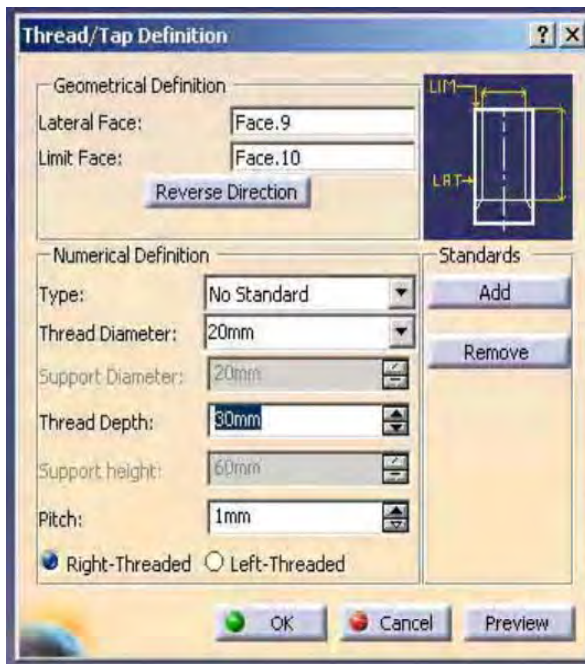 Thread/Tap Definition ? X
Geometrical Definition
Lateral Face: Face.9
Limit Face: Face.10
Reverse Direction
LIM
LAT
Numerical Definition
Type: No Standard
Thread Diameter: 20mm
Support Diameter: 20mm
Thread Depth: 30mm
Support height: 60mm
Pitch: 1mm
Right-Threaded Left-Threaded
Standards
Add
Remove
OK Cancel Preview